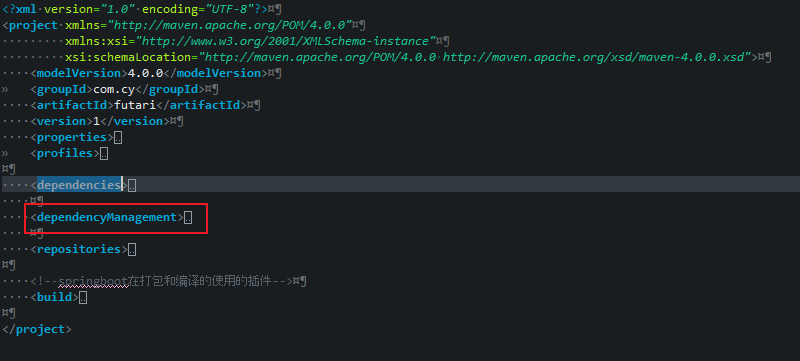 <?xml version="1.0" encoding="UTF-8"?>
<project xmlns="http://maven.apache.org/POM/4.0.0"
xmlns:xsi="http://www.w3.org/2001/XMLSchema-instance"
xsi:schemaLocation="http://maven.apache.org/POM/4.0.0 http://maven.apache.org/xsd/maven-4.0.0.xsd">
<modelVersion>4.0.0</modelVersion>
<groupId>com.cy</groupId>
<artifactId>futari</artifactId>
<version>1</version>
<properties>
<profiles>
<dependencies>
<dependencyManagement>
<repositories>
<!--springboot在打包和编译的使用的插件-->
<build>
</project>